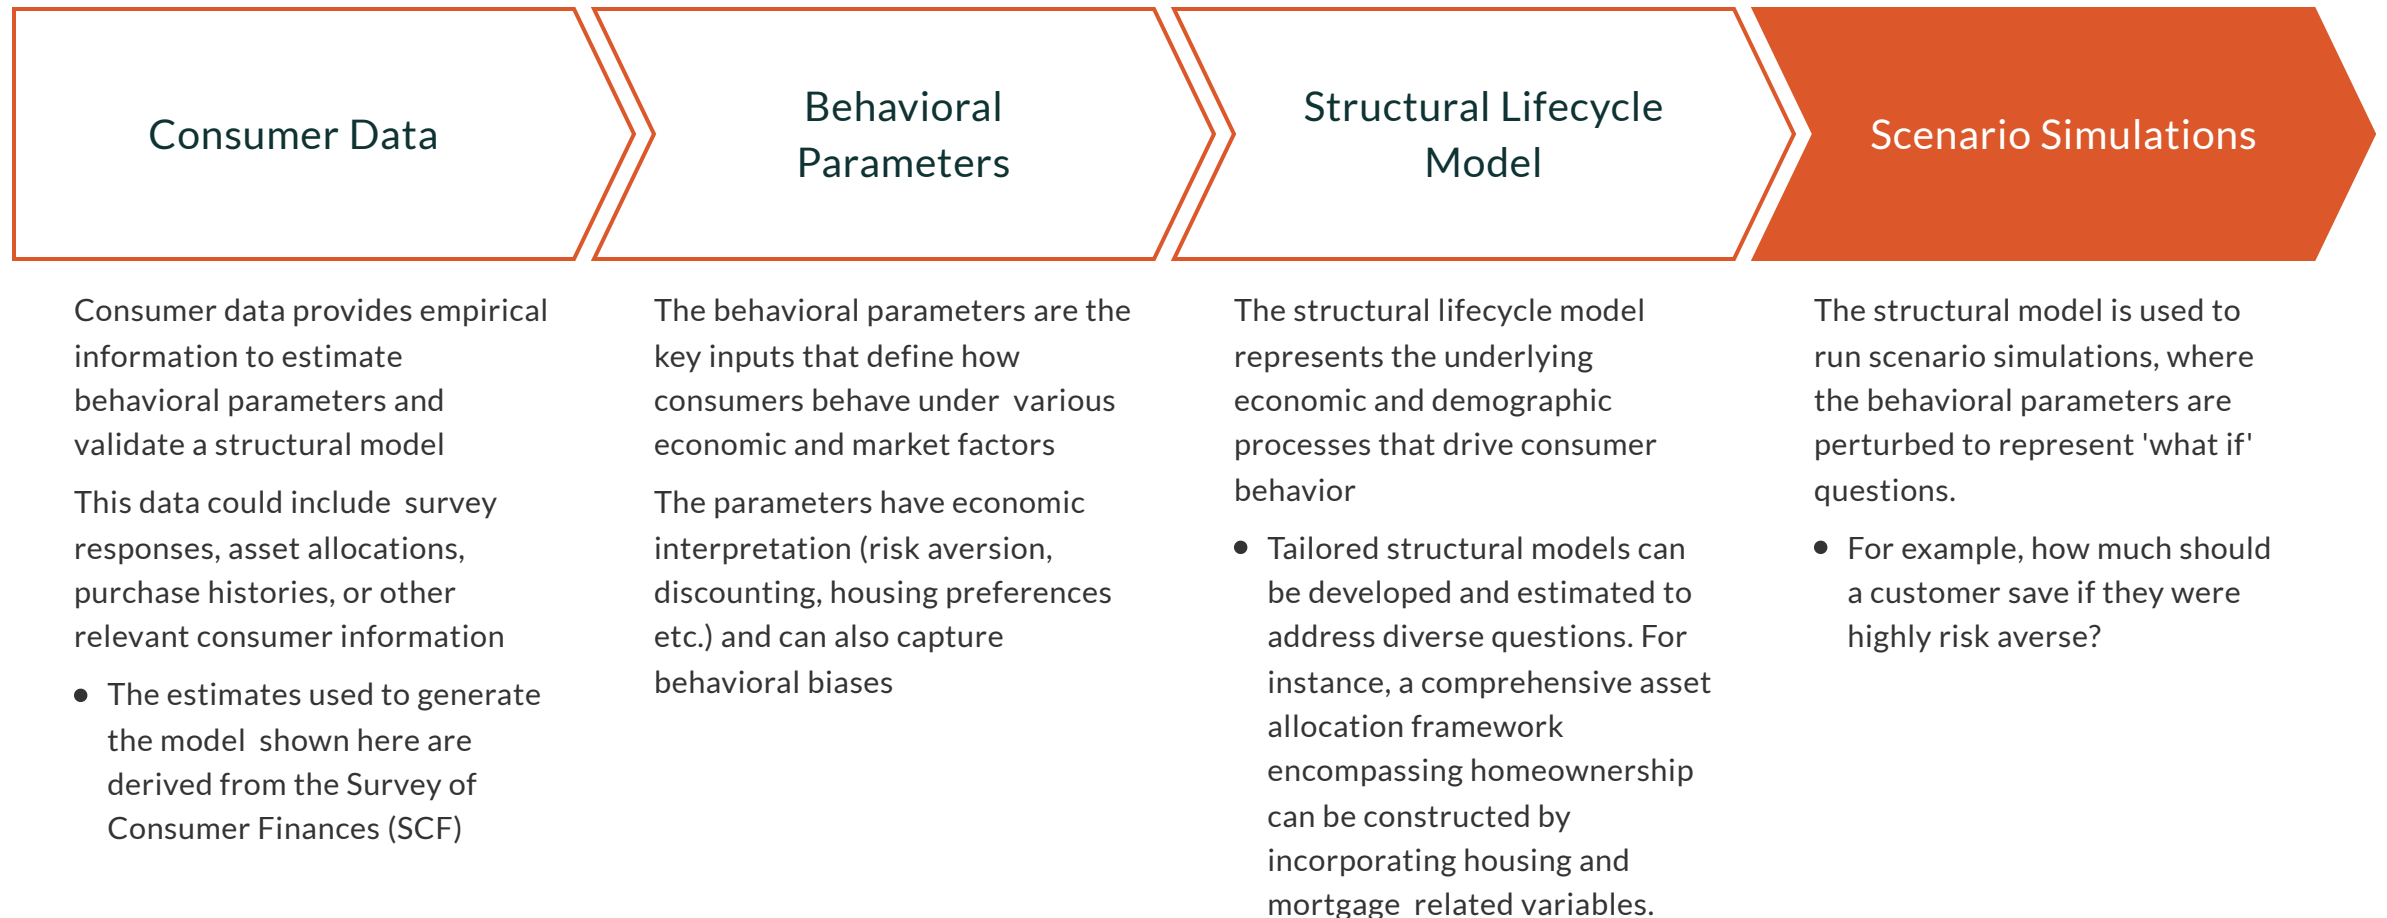 Consumer Data
Behavioral
Parameters
Structural Lifecycle
Model
Scenario Simulations
Consumer data provides empirical
information to estimate
behavioral parameters and
validate a structural model
This data could include  survey
responses, asset allocations,
purchase histories, or other
relevant consumer information
● The estimates used to generate
the model  shown here are
derived from the Survey of
Consumer Finances (SCF)
The behavioral parameters are the
key inputs that define how
consumers behave under  various
economic and market factors
The parameters have economic
interpretation (risk aversion,
discounting, housing preferences
etc.) and can also capture
behavioral biases
The structural lifecycle model
represents the underlying
economic and demographic
processes that drive consumer
behavior
● Tailored structural models can
be developed and estimated to
address diverse questions. For
instance, a comprehensive asset
allocation framework
encompassing homeownership
can be constructed by
incorporating housing and
mortgage  related variables.
The structural model is used to
run scenario simulations, where
the behavioral parameters are
perturbed to represent 'what if'
questions.
● For example, how much should
a customer save if they were
highly risk averse?